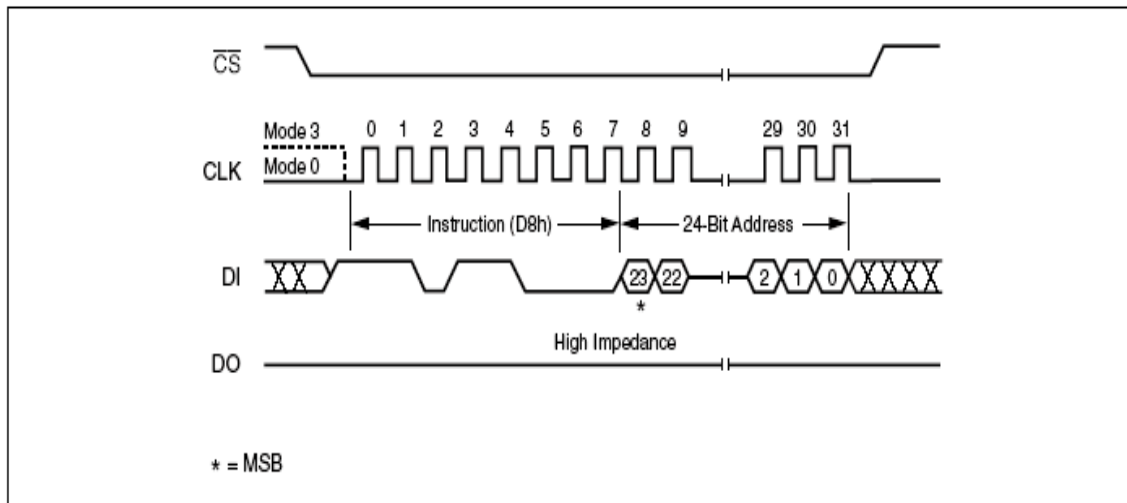 CS
Mode 3
0 1 2 3 4 5 6 7 8 9 29 30 31
CLK
Mode 0
Instruction (D8h) 24-Bit Address
DI 23 22 2 1 0
*
High Impedance
DO
* = MSB